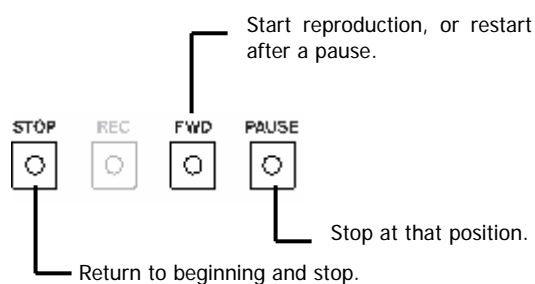 Start reproduction, or restart
after a pause.
STOP REC FWD PAUSE
Stop at that position.
Return to beginning and stop.